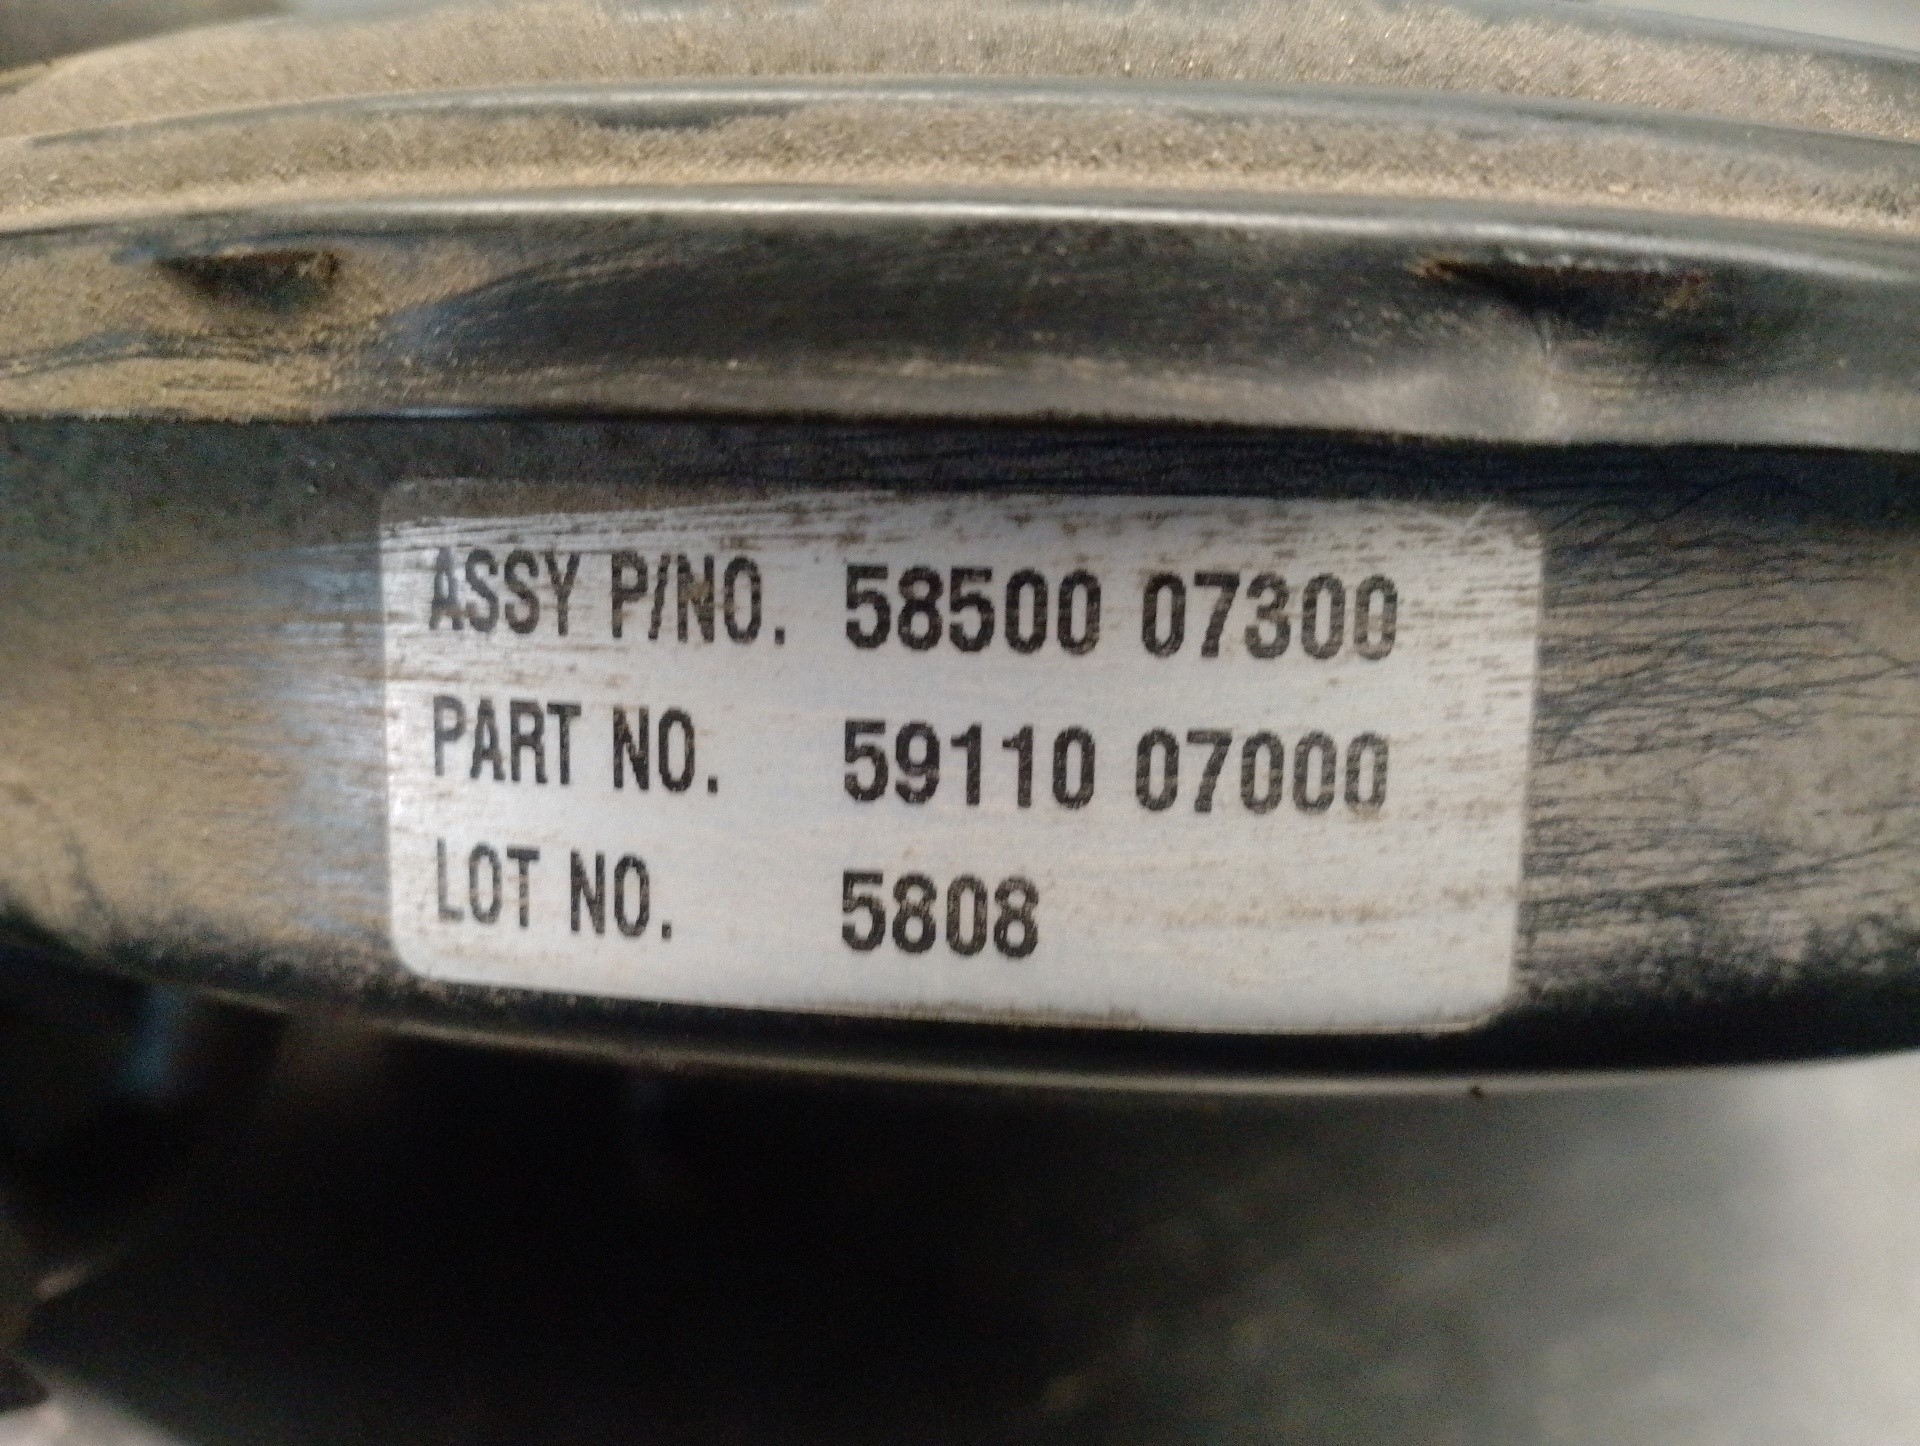 ASSY P/NO. 58500 07300
PART NO. 59110 07000
LOT NO. 5808